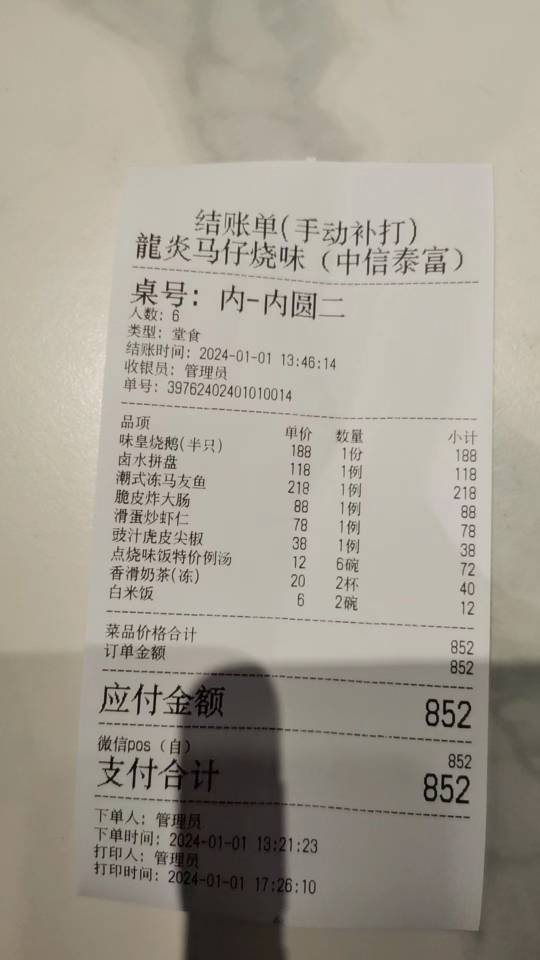 结账单(手动补打)
龍炎马仔烧味（中信泰富）
桌号: 内-内圆二
人数: 6
类型: 堂食
结账时间: 2024-01-01 13:46:14
收银员: 管理员
单号: 39762402401010014
品项 单价 数量 小计
味皇烧鹅(半只) 188 1份 188
卤水拼盘 118 1例 118
潮式冻马友鱼 218 1例 218
脆皮炸大肠 88 1例 88
滑蛋炒虾仁 78 1例 78
豉汁虎皮尖椒 38 1例 38
点烧味饭特价例汤 12 6碗 72
香滑奶茶(冻) 20 2杯 40
白米饭 6 2碗 12
菜品价格合计 852
订单金额 852
应付金额 852
微信pos（自） 852
支付合计 852
下单人: 管理员
下单时间: 2024-01-01 13:21:23
打印人: 管理员
打印时间: 2024-01-01 17:26:10